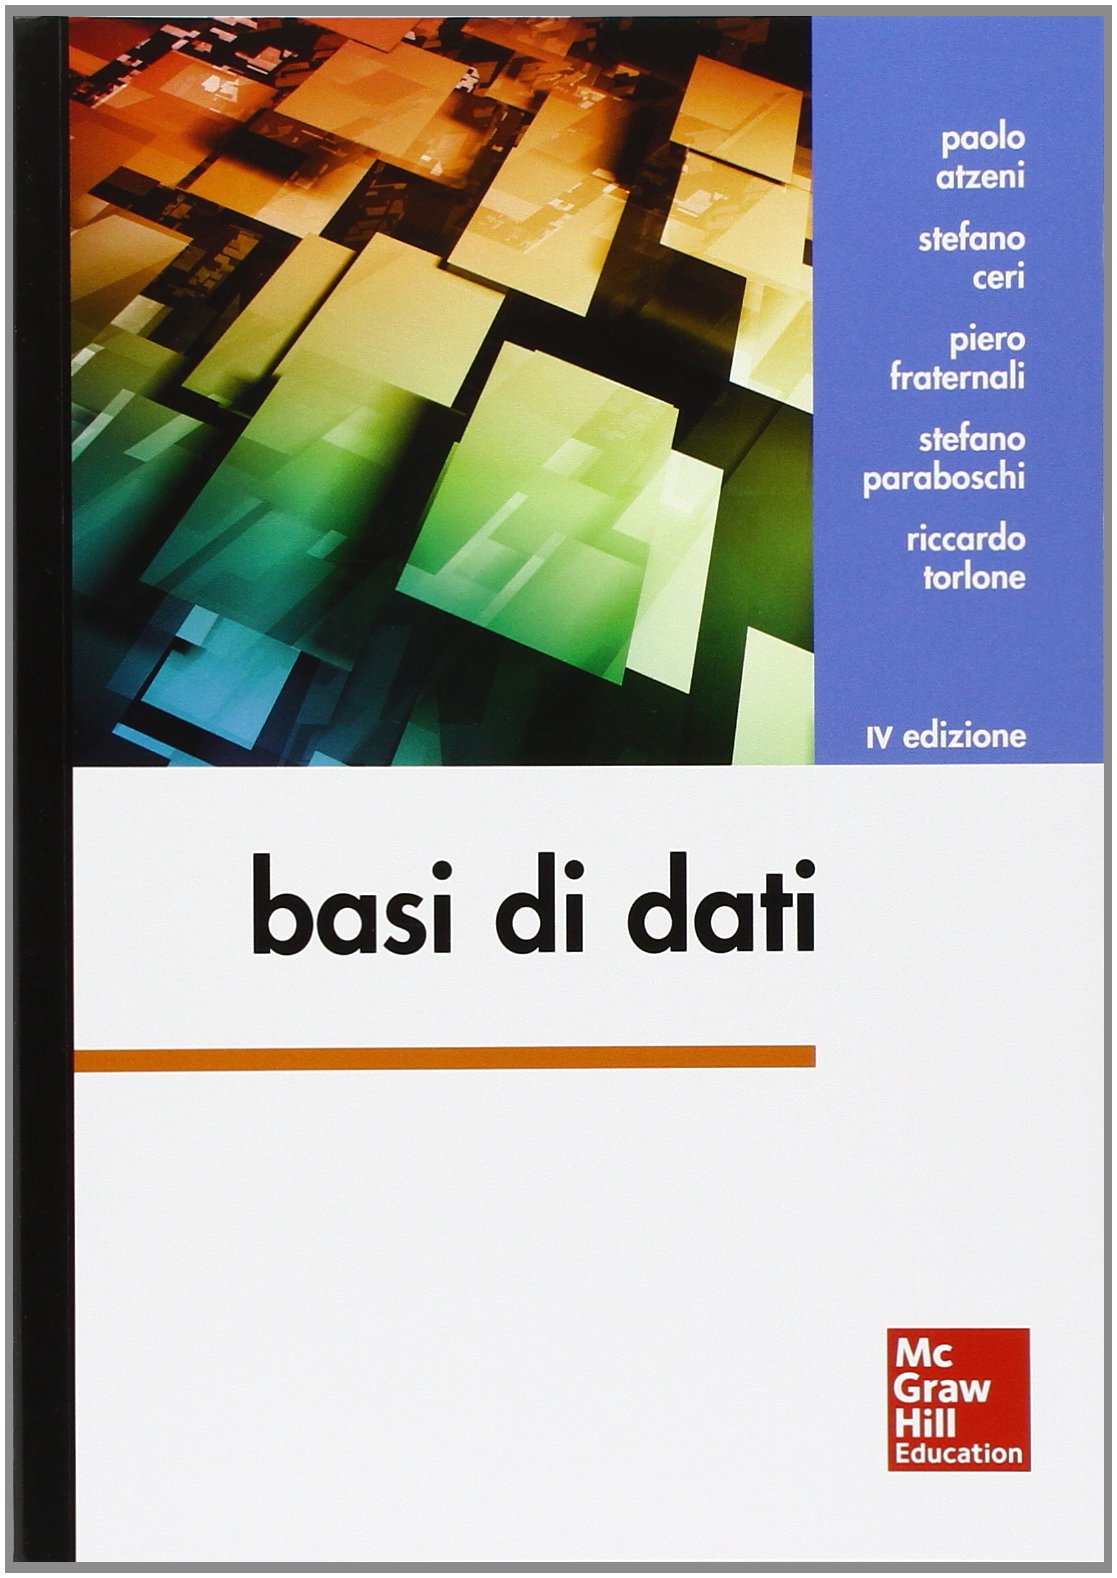 paolo
atzeni
stefano
ceri
piero
fraternali
stefano
paraboschi
riccardo
torlone
IV edizione
basi di dati
Mc
Graw
Hill
Education